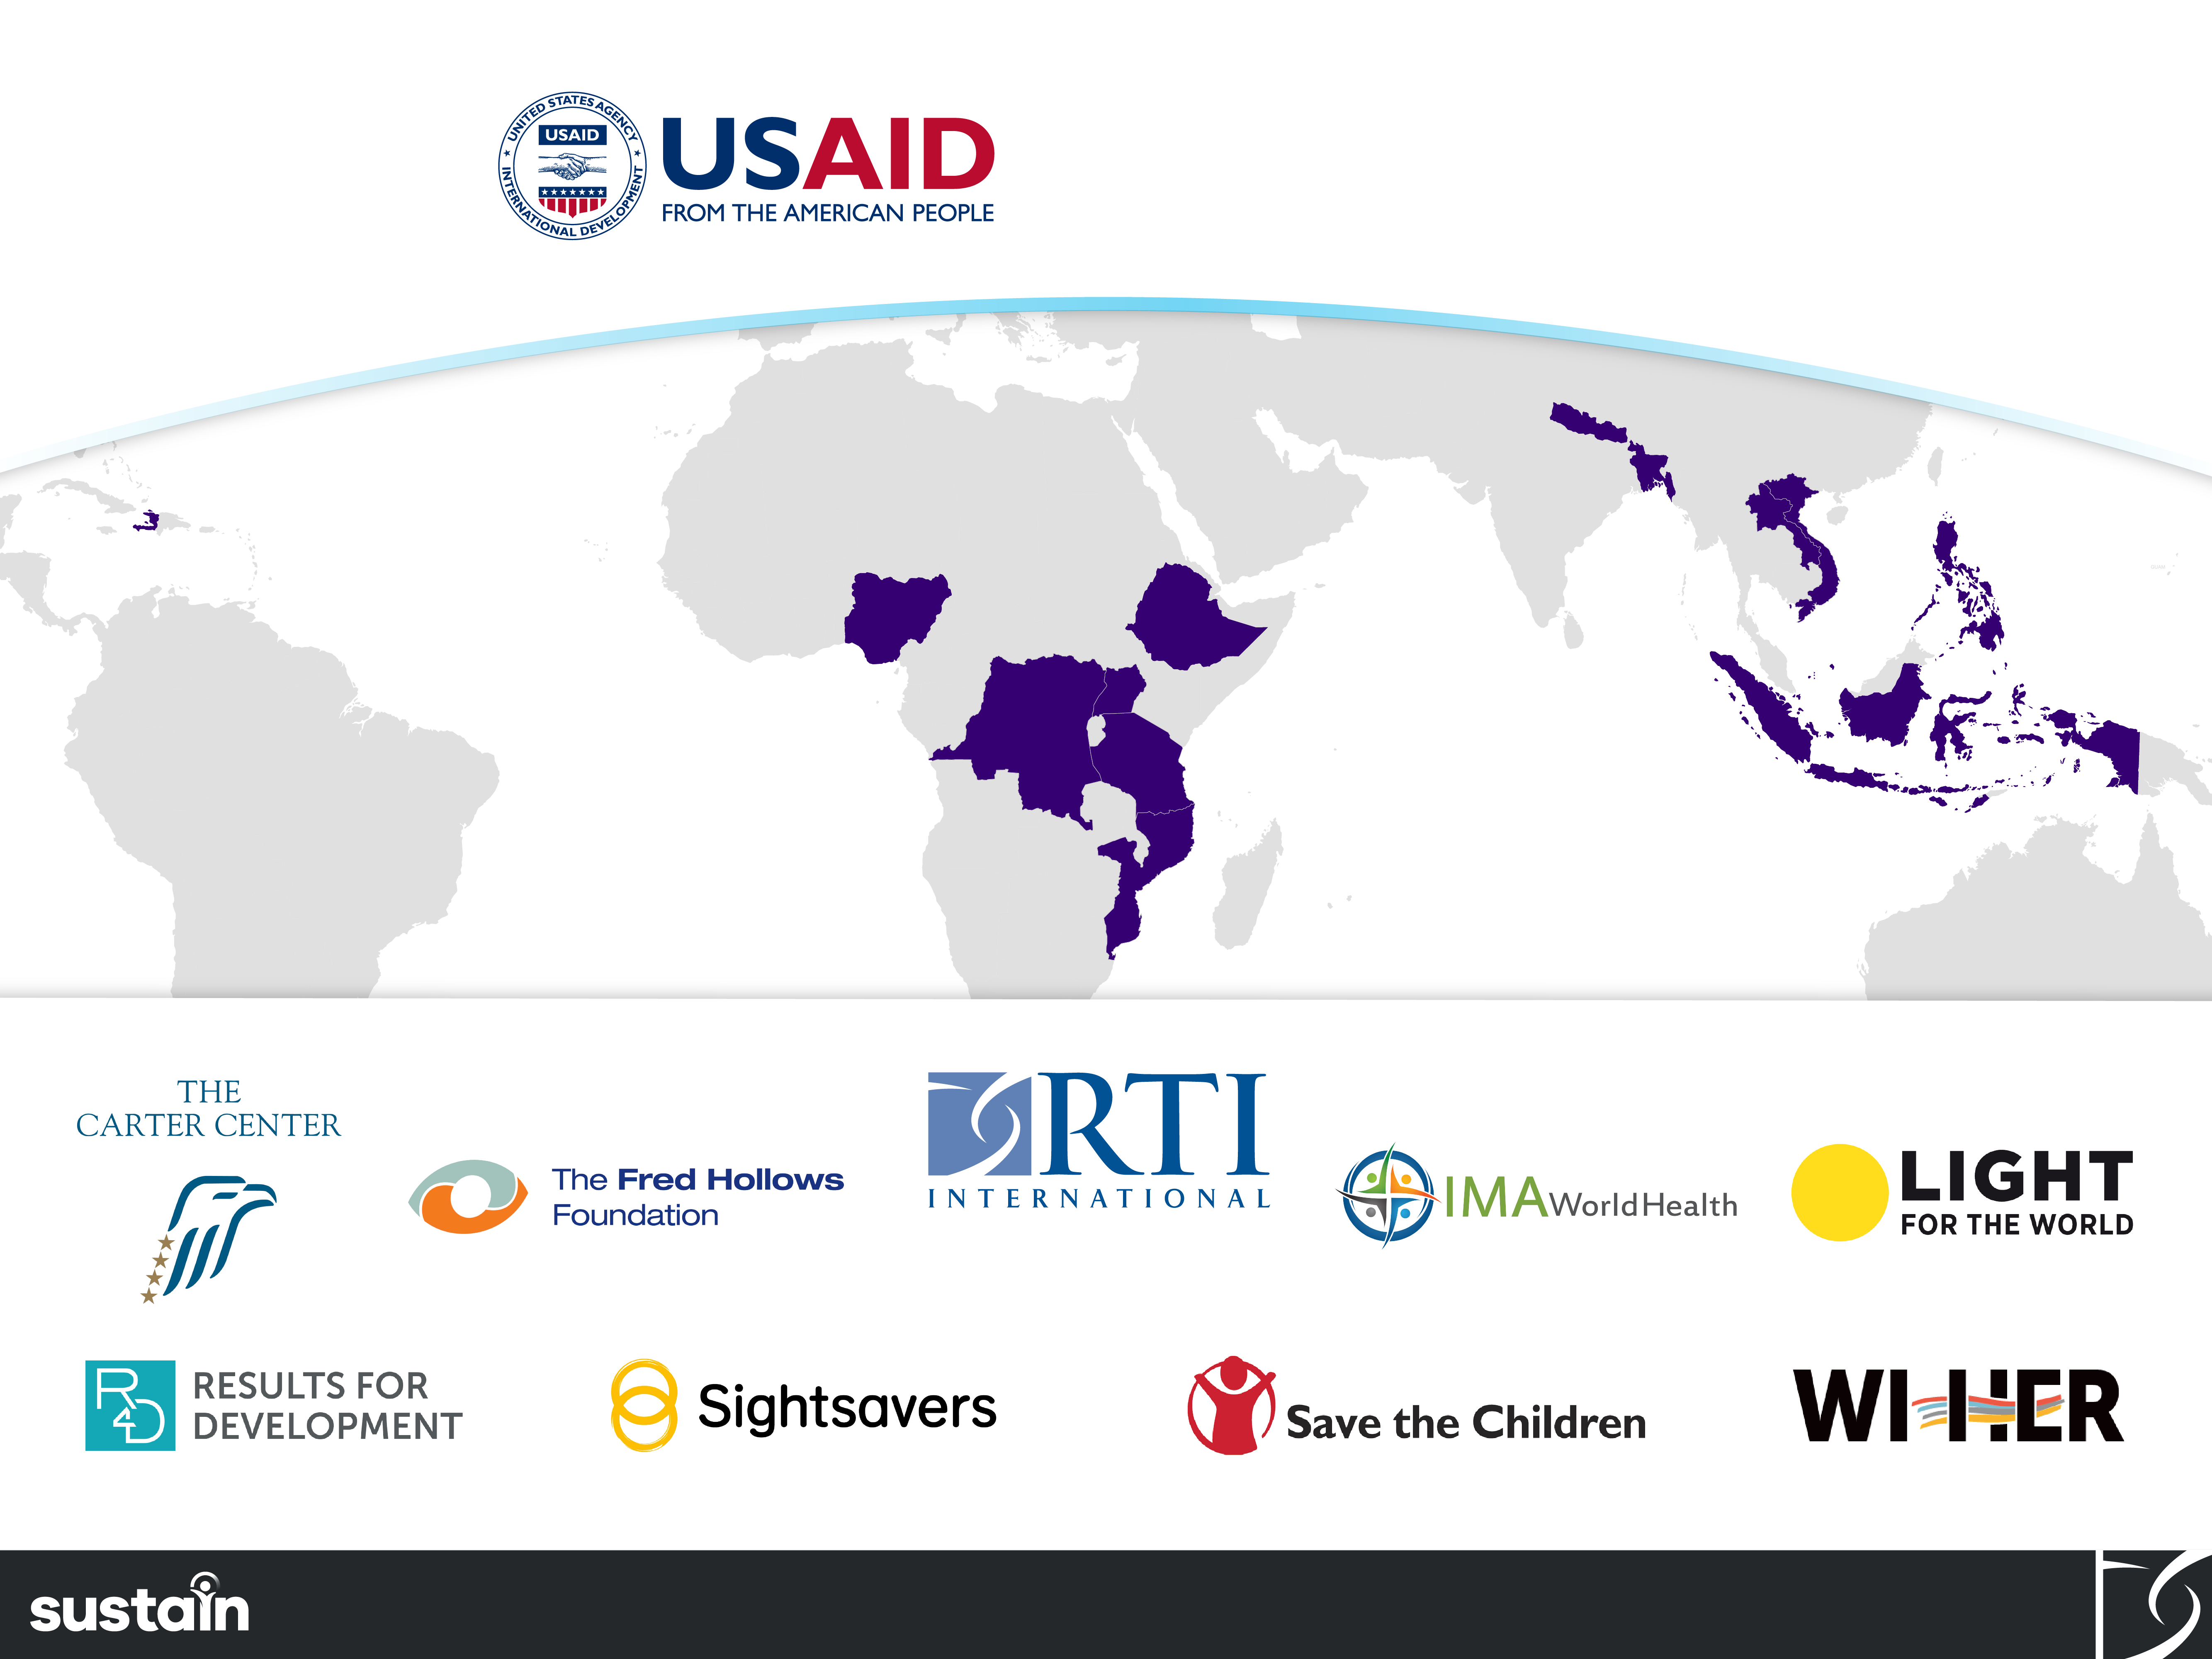 UNITED STATES AGENCY
USAID
INTERNATIONAL DEVELOPMENT
USAID
FROM THE AMERICAN PEOPLE
THE
CARTER CENTER
The Fred Hollows
Foundation
RTI
INTERNATIONAL
IMAWorldHealth
LIGHT
FOR THE WORLD
R4D
RESULTS FOR
DEVELOPMENT
Sightsavers
Save the Children
WI-HER
sustain